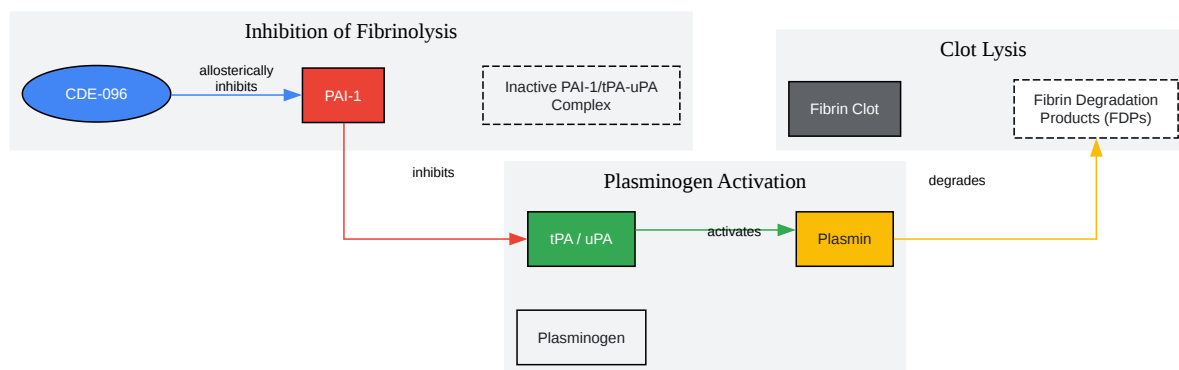 Inhibition of Fibrinolysis
CDE-096
allosterically
inhibits
PAI-1
Inactive PAI-1/tPA-uPA
Complex
inhibits
Clot Lysis
Fibrin Clot
Fibrin Degradation
Products (FDPs)
degrades
Plasminogen Activation
tPA / uPA
activates
Plasmin
Plasminogen